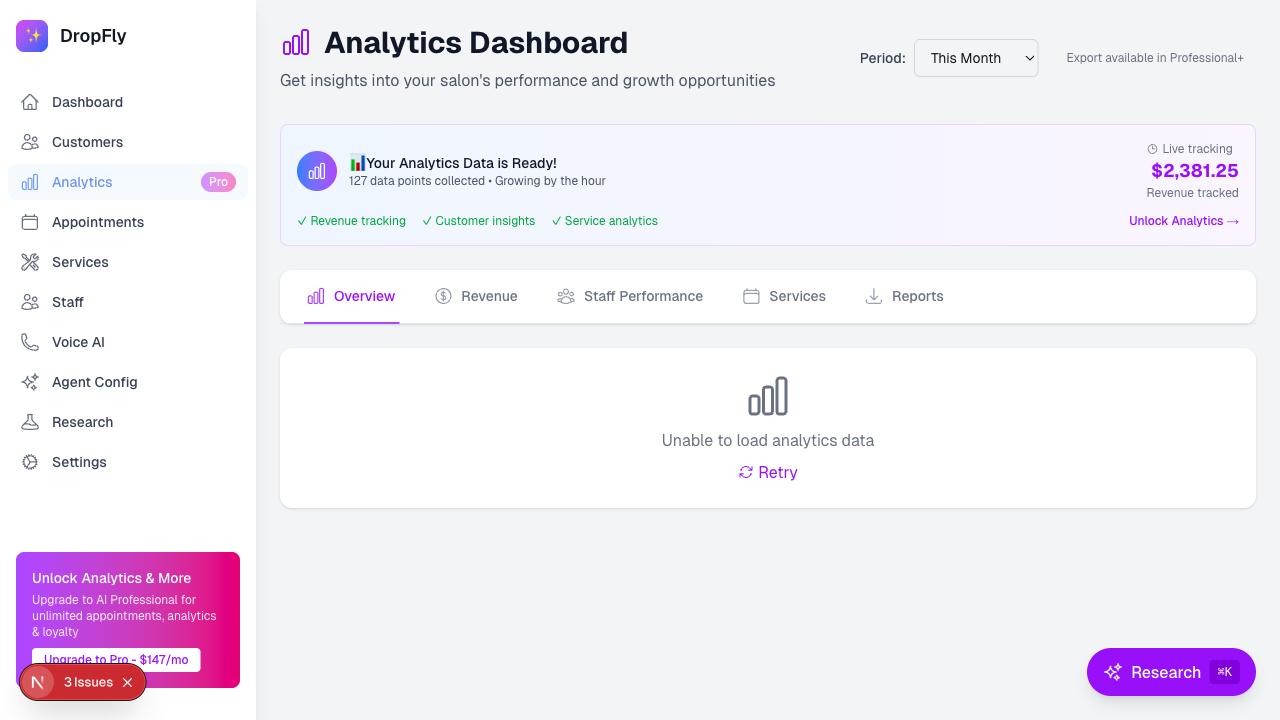 DropFly
Dashboard
Customers
Analytics
Pro
Appointments
Services
Staff
Voice AI
Agent Config
Research
Settings
Unlock Analytics & More
Upgrade to AI Professional for
unlimited appointments, analytics
& loyalty
Upgrade to Pro - $147/mo
N
3 Issues
Analytics Dashboard
Get insights into your salon's performance and growth opportunities
Period:
This Month
Export available in Professional+
Your Analytics Data is Ready!
127 data points collected • Growing by the hour
Live tracking
$2,381.25
Revenue tracked
✓ Revenue tracking
✓ Customer insights
✓ Service analytics
Unlock Analytics →
Overview
Revenue
Staff Performance
Services
Reports
Unable to load analytics data
Retry
Research
⌘K